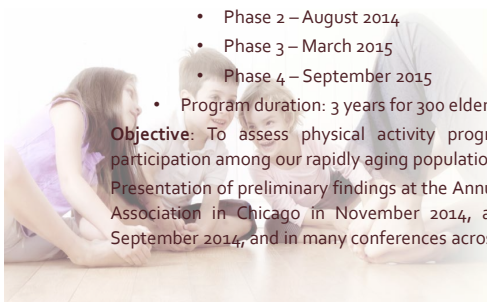 • Phase 2 – August 2014
• Phase 3 – March 2015
• Phase 4 – September 2015
• Program duration: 3 years for 300 elder
Objective: To assess physical activity progr
participation among our rapidly aging populatio
Presentation of preliminary findings at the Annu
Association in Chicago in November 2014, a
September 2014, and in many conferences acros